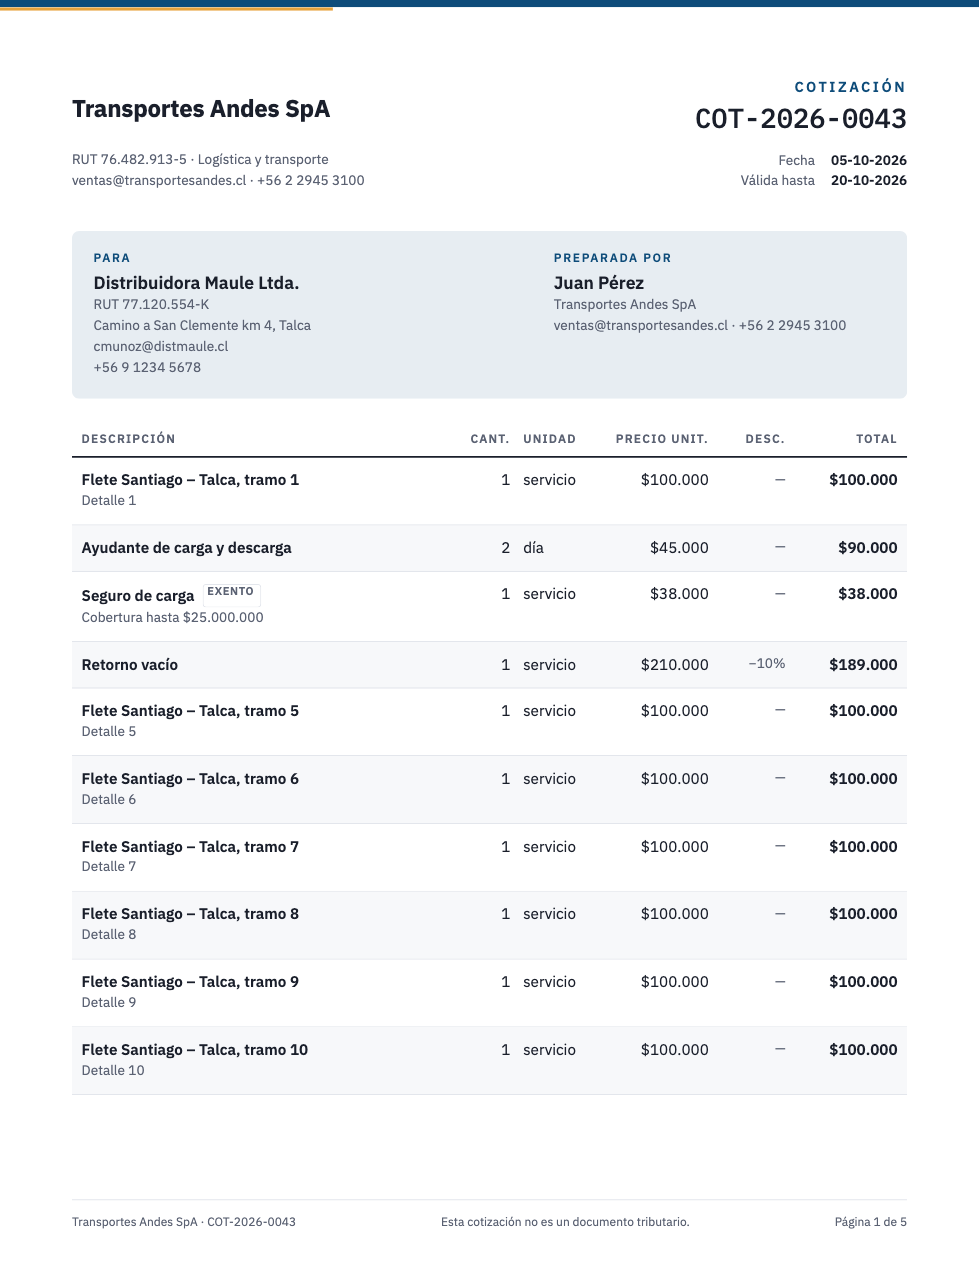 Transportes Andes SpA
RUT 76.482.913-5 · Logística y transporte
ventas@transportesandes.cl · +56 2 2945 3100
COTIZACIÓN
COT-2026-0043
Fecha 05-10-2026
Válida hasta 20-10-2026
PARA
Distribuidora Maule Ltda.
RUT 77.120.554-K
Camino a San Clemente km 4, Talca
cmunoz@distmaule.cl
+56 9 1234 5678
PREPARADA POR
Juan Pérez
Transportes Andes SpA
ventas@transportesandes.cl · +56 2 2945 3100
DESCRIPCIÓN CANT. UNIDAD PRECIO UNIT. DESC. TOTAL
Flete Santiago – Talca, tramo 1 1 servicio $100.000 — $100.000
Detalle 1
Ayudante de carga y descarga 2 día $45.000 — $90.000
Seguro de carga EXENTO 1 servicio $38.000 — $38.000
Cobertura hasta $25.000.000
Retorno vacío 1 servicio $210.000 −10% $189.000
Flete Santiago – Talca, tramo 5 1 servicio $100.000 — $100.000
Detalle 5
Flete Santiago – Talca, tramo 6 1 servicio $100.000 — $100.000
Detalle 6
Flete Santiago – Talca, tramo 7 1 servicio $100.000 — $100.000
Detalle 7
Flete Santiago – Talca, tramo 8 1 servicio $100.000 — $100.000
Detalle 8
Flete Santiago – Talca, tramo 9 1 servicio $100.000 — $100.000
Detalle 9
Flete Santiago – Talca, tramo 10 1 servicio $100.000 — $100.000
Detalle 10
Transportes Andes SpA · COT-2026-0043 Esta cotización no es un documento tributario. Página 1 de 5